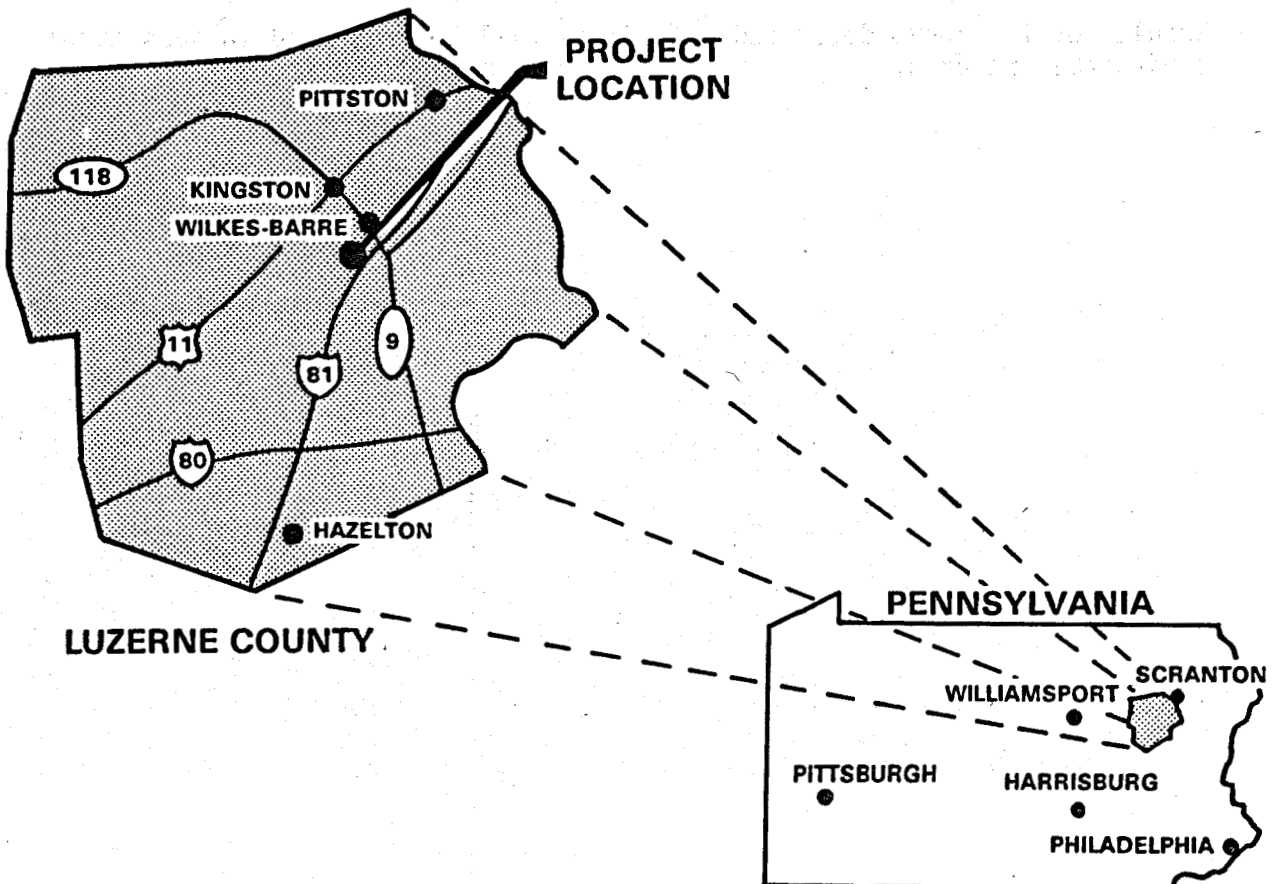 PROJECT
LOCATION
PITTSTON
118
KINGSTON
WILKES-BARRE
11
81
9
80
HAZELTON
LUZERNE COUNTY
PENNSYLVANIA
SCRANTON
WILLIAMSPORT
PITTSBURGH
HARRISBURG
PHILADELPHIA